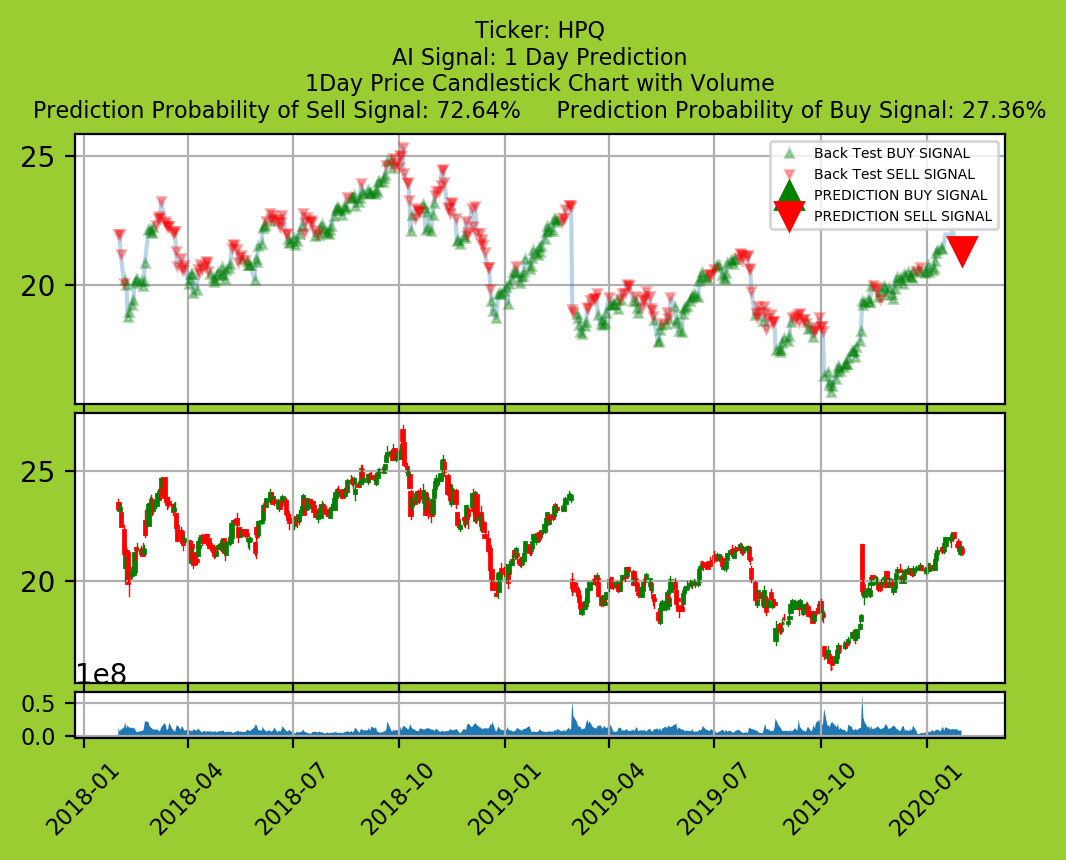 Ticker: HPQ
AI Signal: 1 Day Prediction
1Day Price Candlestick Chart with Volume
Prediction Probability of Sell Signal: 72.64%     Prediction Probability of Buy Signal: 27.36%
25
20
Back Test BUY SIGNAL
Back Test SELL SIGNAL
PREDICTION BUY SIGNAL
PREDICTION SELL SIGNAL
25
20
1e8
0.5
0.0
2018-01
2018-04
2018-07
2018-10
2019-01
2019-04
2019-07
2019-10
2020-01